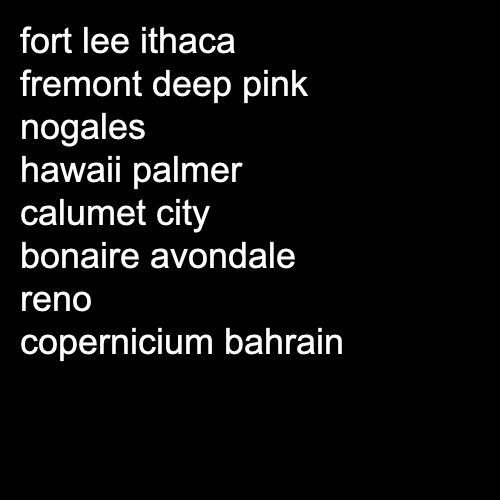 fort lee ithaca
fremont deep pink
nogales
hawaii palmer
calumet city
bonaire avondale
reno
copernicium bahrain